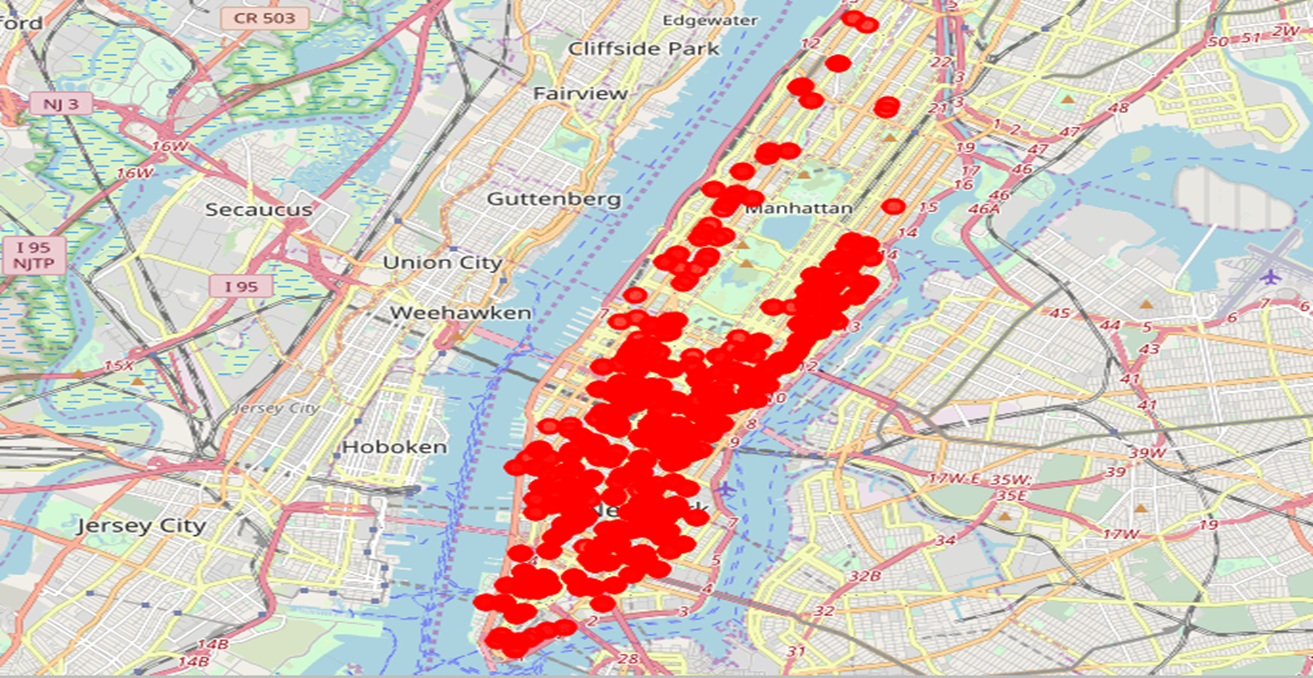 ford
CR 503
Edgewater
Cliffside Park
12
50
51
2W
22
3
NJ 3
Fairview
21
3
48
1
2
47
16W
19
47
16W
17
46
16
46
Guttenberg
Secaucus
Manhattan
15
46A
14
I 95
NJTP
Union City
14
I 95
Weehawken
7
13
45
44
5
6
7
6
43
15X
12
41
Jersey City
10
41
8
Hoboken
9
39W
39
17W-E
35W;
35E
Jersey City
7
19
17W
34
5
32B
4
3
32
2
14B
31
14B
28